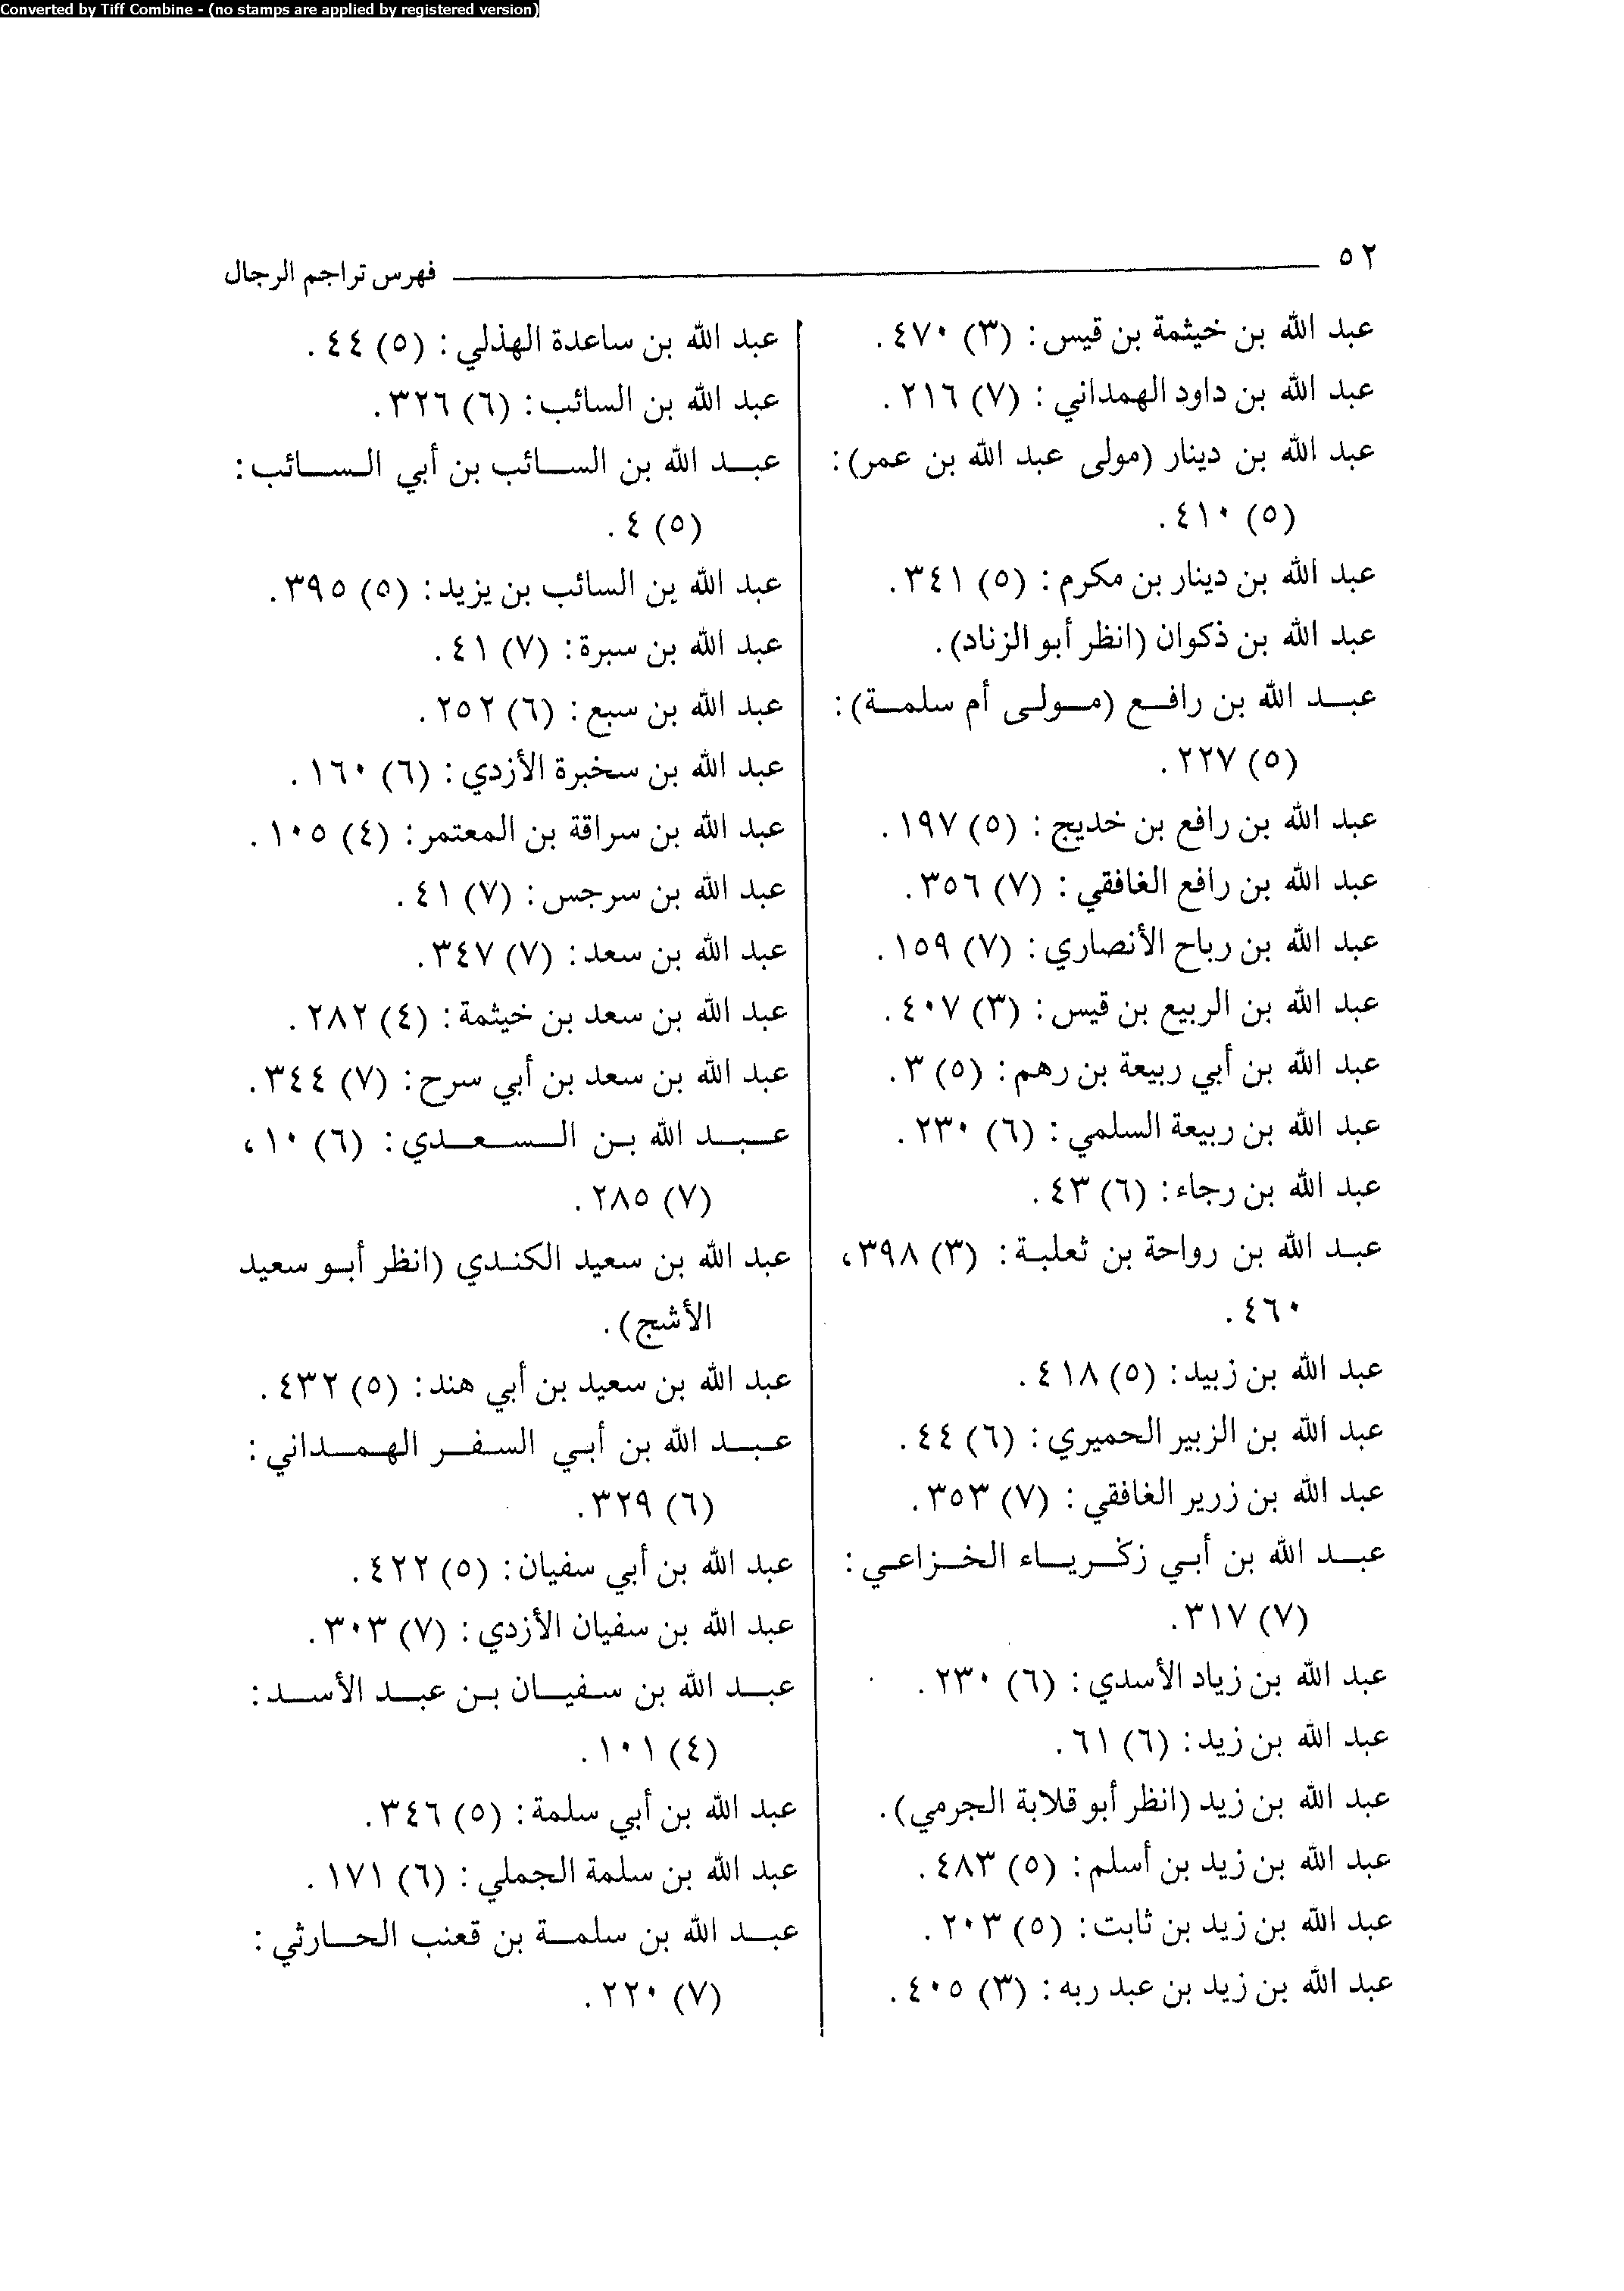 Converted by Tiff Combine - (no stamps are applied by registered version)
٥٢
فهرس تراجم الرجال
عبد الله بن خيثمة بن قيس: (٣) ٤٧٠.
عبد الله بن داود الهمداني: (٧) ٢١٦.
عبد الله بن دينار (مولى عبد الله بن عمر):
(٥) ٤١٠.
عبد الله بن دينار بن مكرم: (٥) ٣٤١.
عبد الله بن ذكوان (انظر أبو الزناد).
عبد الله بن رافع (مولى أم سلمة):
(٥) ٢٢٧.
عبد الله بن رافع بن خديج: (٥) ١٩٧.
عبد الله بن رافع الغافقي: (٧) ٣٥٦.
عبد الله بن رباح الأنصاري: (٧) ١٥٩.
عبد الله بن الربيع بن قيس: (٣) ٤٠٧.
عبد الله بن أبي ربيعة بن رهم: (٥) ٣.
عبد الله بن ربيعة السلمي: (٦) ٢٣٠.
عبد الله بن رجاء: (٦) ٤٣.
عبد الله بن رواحة بن ثعلبة: (٣) ٣٩٨،
٤٦٠.
عبد الله بن زبيد: (٥) ٤١٨.
عبد الله بن الزبير الحميري: (٦) ٤٤.
عبد الله بن زرير الغافقي: (٧) ٣٥٣.
عبد الله بن أبي زكرياء الخزاعي:
(٧) ٣١٧.
عبد الله بن زياد الأسدي: (٦) ٢٣٠.
عبد الله بن زيد: (٦) ٦١.
عبد الله بن زيد (انظر أبو قلابة الجرمي).
عبد الله بن زيد بن أسلم: (٥) ٤٨٣.
عبد الله بن زيد بن ثابت: (٥) ٢٠٣.
عبد الله بن زيد بن عبد ربه: (٣) ٤٠٥.
عبد الله بن ساعدة الهذلي: (٥) ٤٤.
عبد الله بن السائب: (٦) ٣٢٦.
عبد الله بن السائب بن أبي السائب:
(٥) ٤.
عبد الله بن السائب بن يزيد: (٥) ٣٩٥.
عبد الله بن سبرة: (٧) ٤١.
عبد الله بن سبع: (٦) ٢٥٢.
عبد الله بن سخبرة الأزدي: (٦) ١٦٠.
عبد الله بن سراقة بن المعتمر: (٤) ١٠٥.
عبد الله بن سرجس: (٧) ٤١.
عبد الله بن سعد: (٧) ٣٤٧.
عبد الله بن سعد بن خيثمة: (٤) ٢٨٢.
عبد الله بن سعد بن أبي سرح: (٧) ٣٤٤.
عبد الله بن السعدي: (٦) ١٠،
(٧) ٢٨٥.
عبد الله بن سعيد الكندي (انظر أبو سعيد
الأشج).
عبد الله بن سعيد بن أبي هند: (٥) ٤٣٢.
عبد الله بن أبي السفر الهمداني:
(٦) ٣٢٩.
عبد الله بن أبي سفيان: (٥) ٤٢٢.
عبد الله بن سفيان الأزدي: (٧) ٣٠٣.
عبد الله بن سفيان بن عبد الأسد:
(٤) ١٠١.
عبد الله بن أبي سلمة: (٥) ٣٤٦.
عبد الله بن سلمة الجملي: (٦) ١٧١.
عبد الله بن سلمة بن قعنب الحارثي:
(٧) ٢٢٠.